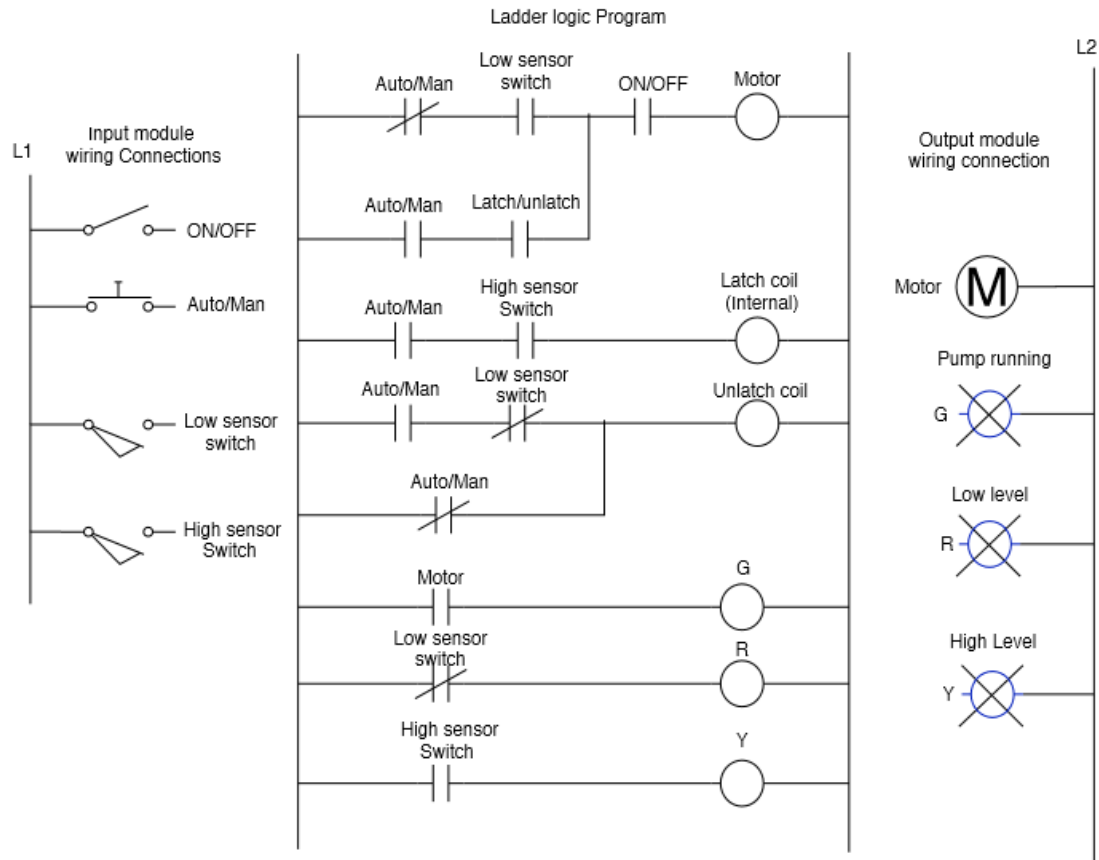 Ladder logic Program
L2
Low sensor
switch
Auto/Man
ON/OFF
Motor
Input module
wiring Connections
L1
Output module
wiring connection
Auto/Man
Latch/unlatch
ON/OFF
Auto/Man
High sensor
Switch
Latch coil
(Internal)
Auto/Man
Motor
M
Low sensor
switch
Auto/Man
Unlatch coil
Pump running
G
Low sensor
switch
Auto/Man
Low level
R
High sensor
Switch
Motor
G
Low sensor
switch
R
High Level
Y
High sensor
Switch
Y